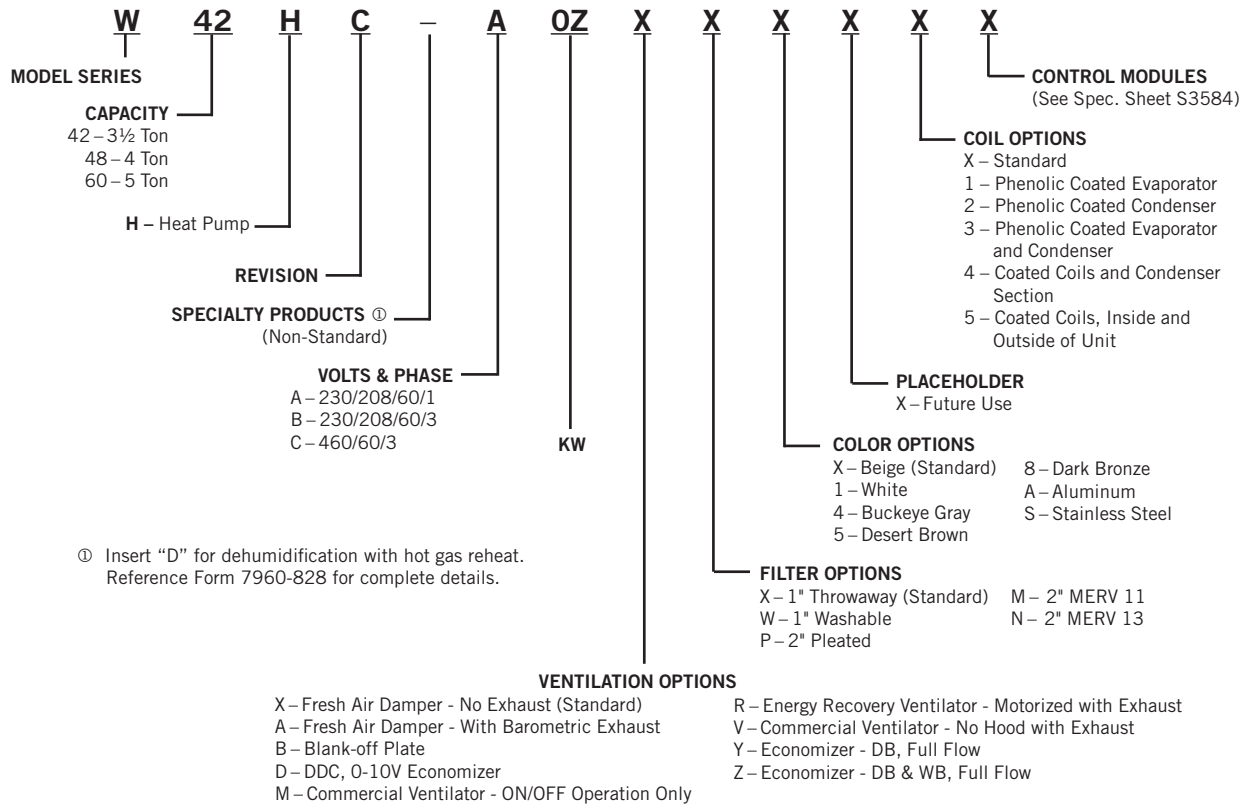 W 42 H C – A 0Z X X X X X X
MODEL SERIES
CAPACITY
42 – 3½ Ton
48 – 4 Ton
60 – 5 Ton
H – Heat Pump
REVISION
SPECIALTY PRODUCTS ①
(Non-Standard)
VOLTS & PHASE
A – 230/208/60/1
B – 230/208/60/3
C – 460/60/3
KW
① Insert “D” for dehumidification with hot gas reheat.
Reference Form 7960-828 for complete details.
CONTROL MODULES
(See Spec. Sheet S3584)
COIL OPTIONS
X – Standard
1 – Phenolic Coated Evaporator
2 – Phenolic Coated Condenser
3 – Phenolic Coated Evaporator
and Condenser
4 – Coated Coils and Condenser
Section
5 – Coated Coils, Inside and
Outside of Unit
PLACEHOLDER
X – Future Use
COLOR OPTIONS
X – Beige (Standard)
1 – White
4 – Buckeye Gray
5 – Desert Brown
8 – Dark Bronze
A – Aluminum
S – Stainless Steel
FILTER OPTIONS
X – 1" Throwaway (Standard)
W – 1" Washable
P – 2" Pleated
M – 2" MERV 11
N – 2" MERV 13
VENTILATION OPTIONS
X – Fresh Air Damper - No Exhaust (Standard)
A – Fresh Air Damper - With Barometric Exhaust
B – Blank-off Plate
D – DDC, 0-10V Economizer
M – Commercial Ventilator - ON/OFF Operation Only
R – Energy Recovery Ventilator - Motorized with Exhaust
V – Commercial Ventilator - No Hood with Exhaust
Y – Economizer - DB, Full Flow
Z – Economizer - DB & WB, Full Flow